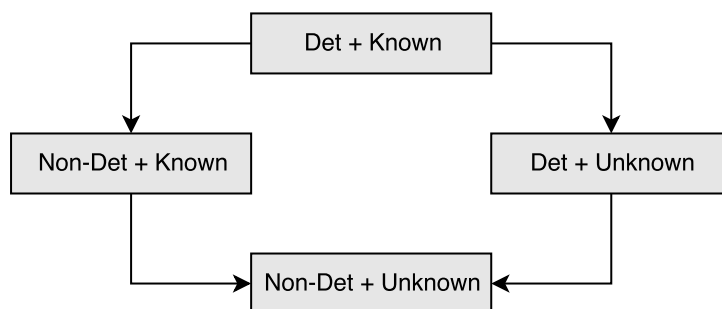 Det + Known
Non-Det + Known
Det + Unknown
Non-Det + Unknown